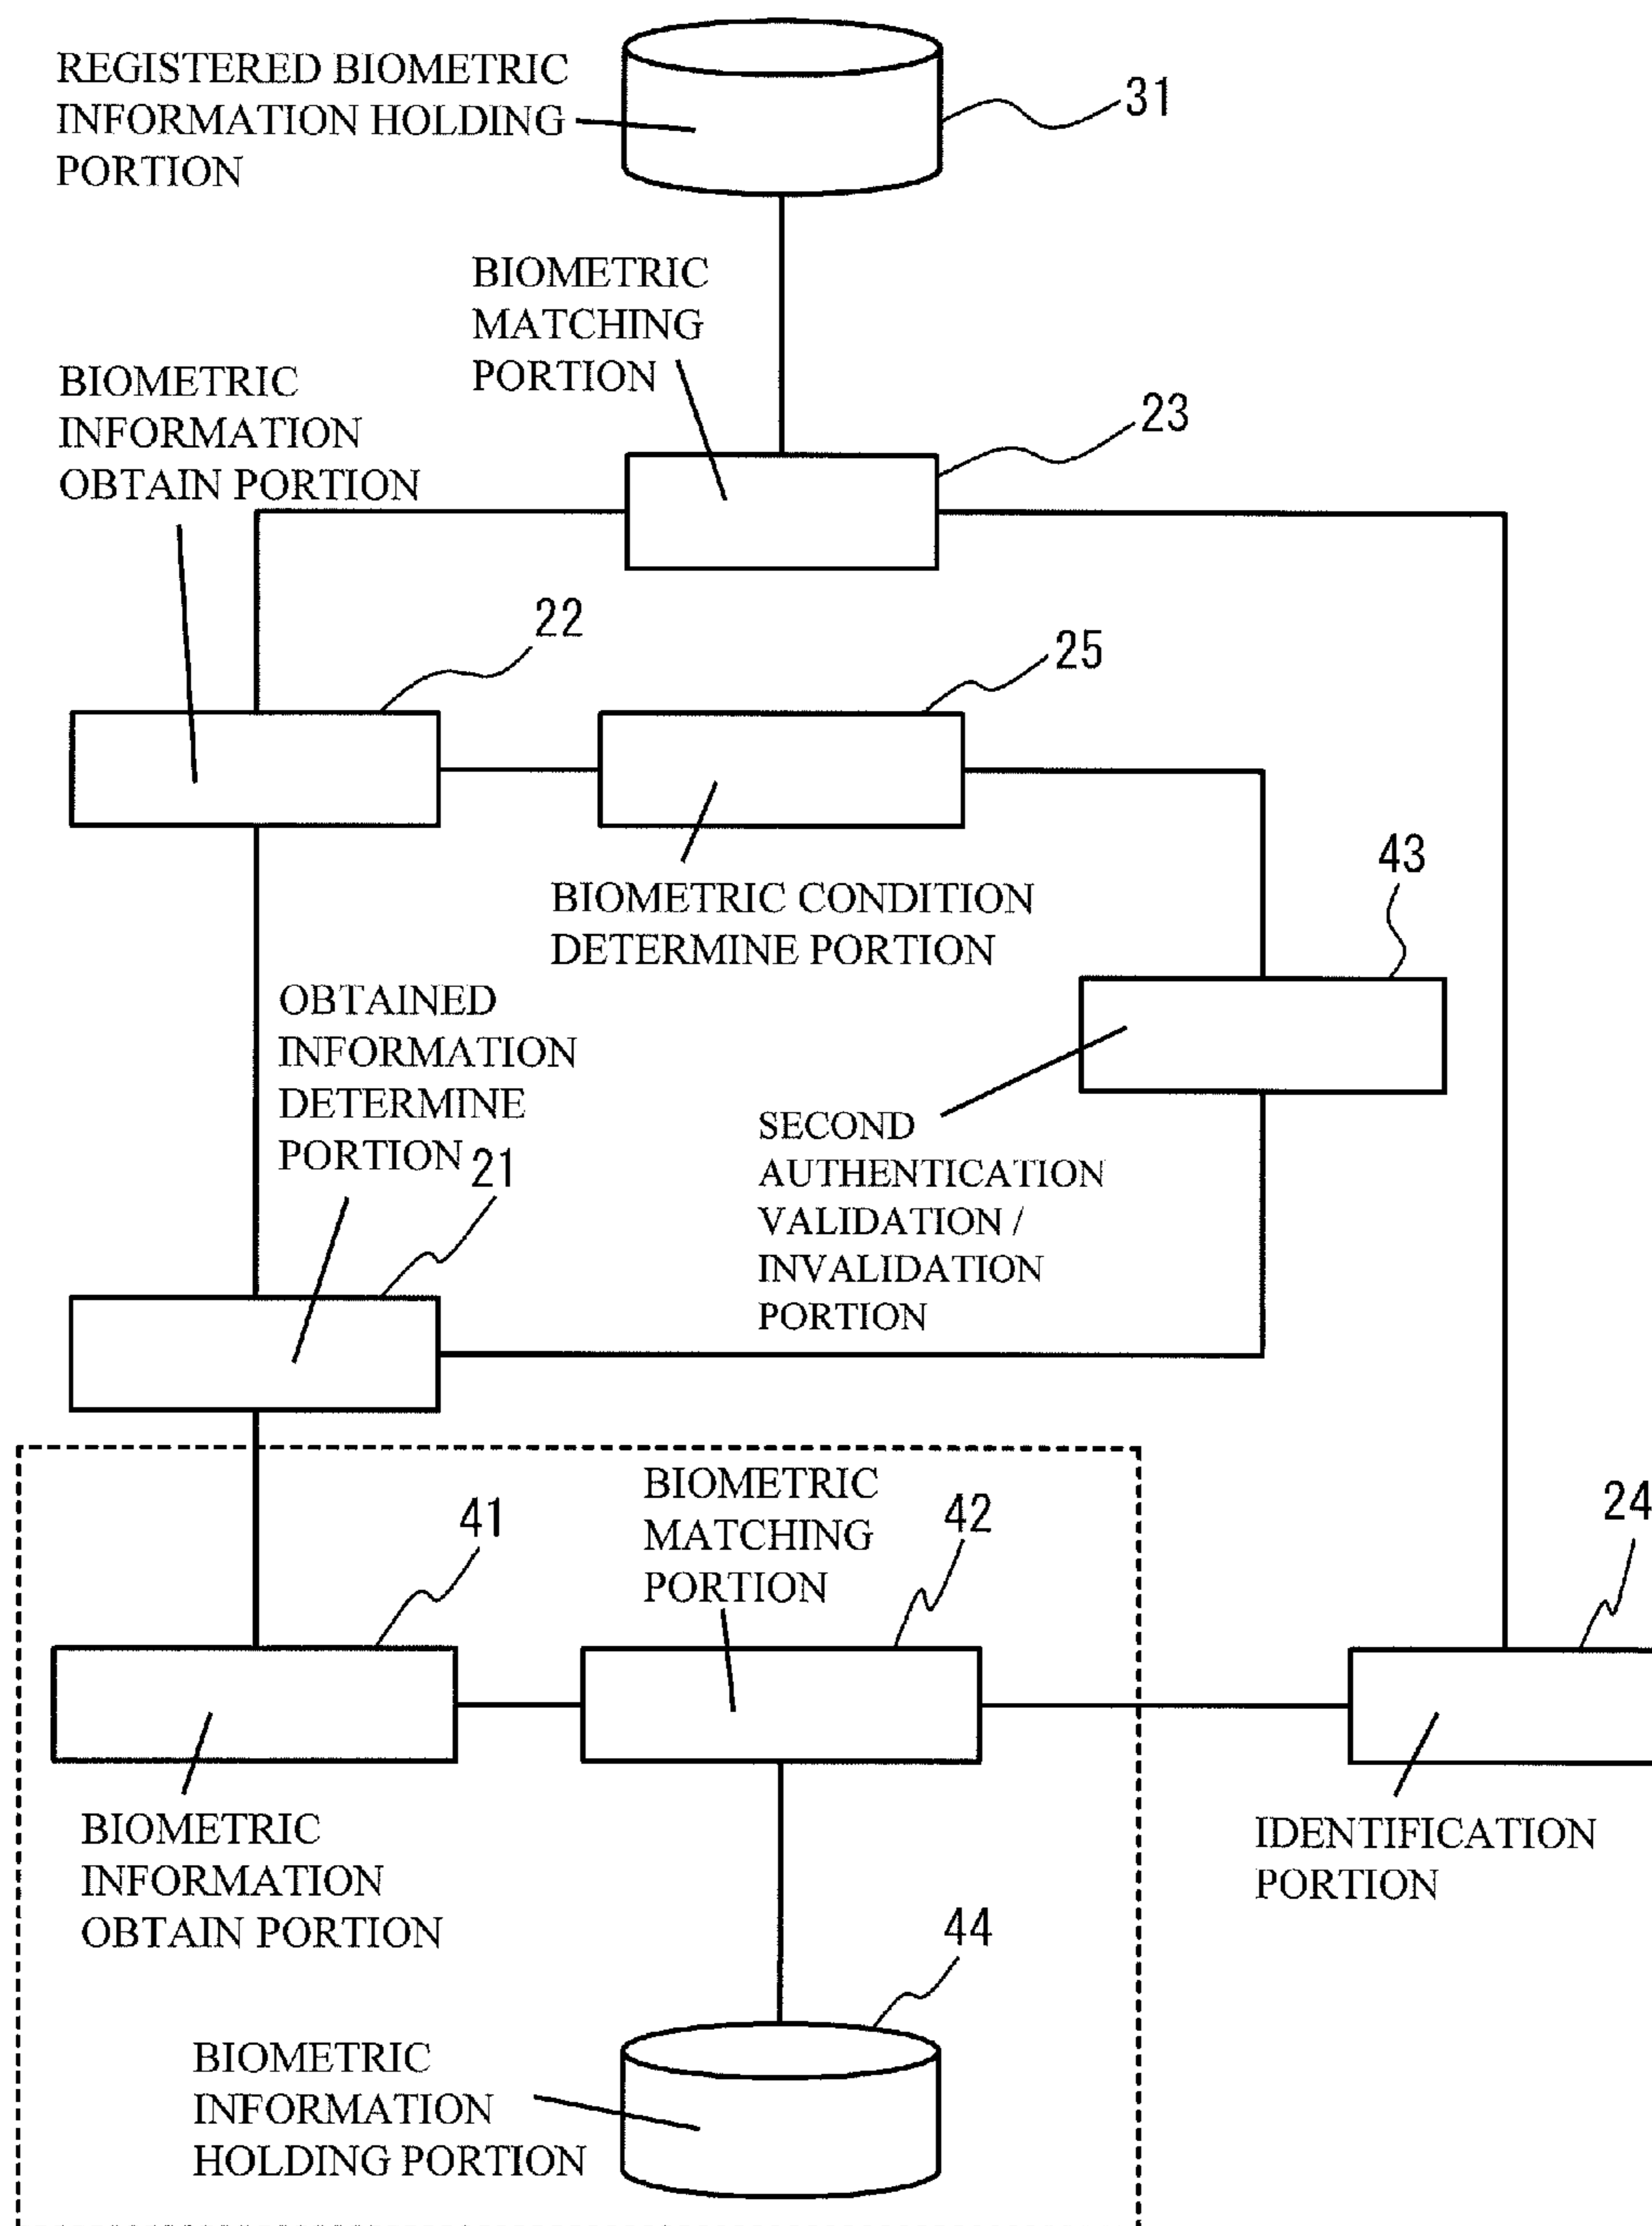 REGISTERED BIOMETRIC
INFORMATION HOLDING
PORTION
31
BIOMETRIC
MATCHING
PORTION
23
BIOMETRIC
INFORMATION
OBTAIN PORTION
22
25
BIOMETRIC CONDITION
DETERMINE PORTION
43
OBTAINED
INFORMATION
DETERMINE
PORTION
21
SECOND
AUTHENTICATION
VALIDATION /
INVALIDATION
PORTION
41
BIOMETRIC
MATCHING
PORTION
42
24
BIOMETRIC
INFORMATION
OBTAIN PORTION
IDENTIFICATION
PORTION
44
BIOMETRIC
INFORMATION
HOLDING PORTION